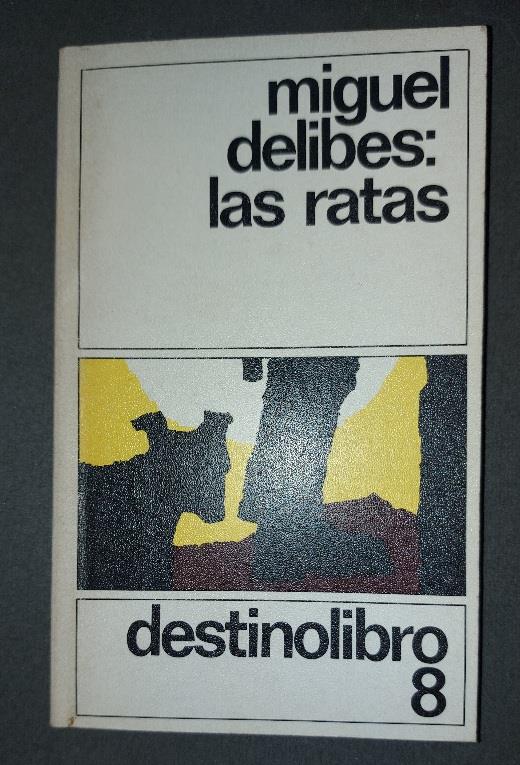 miguel
delibes:
las ratas
destinolibro
8